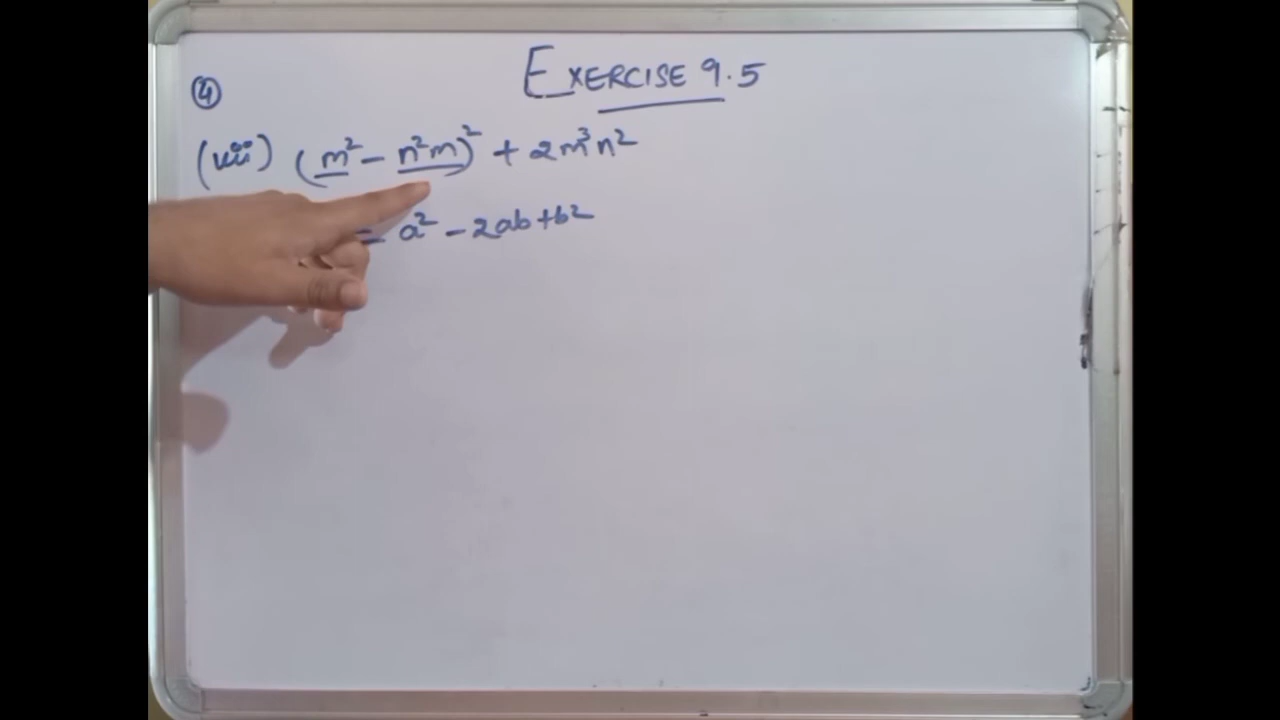 EXERCISE 9.5
④
(vii) (m² - n²m)² + 2m³n²
= a² - 2ab + b²